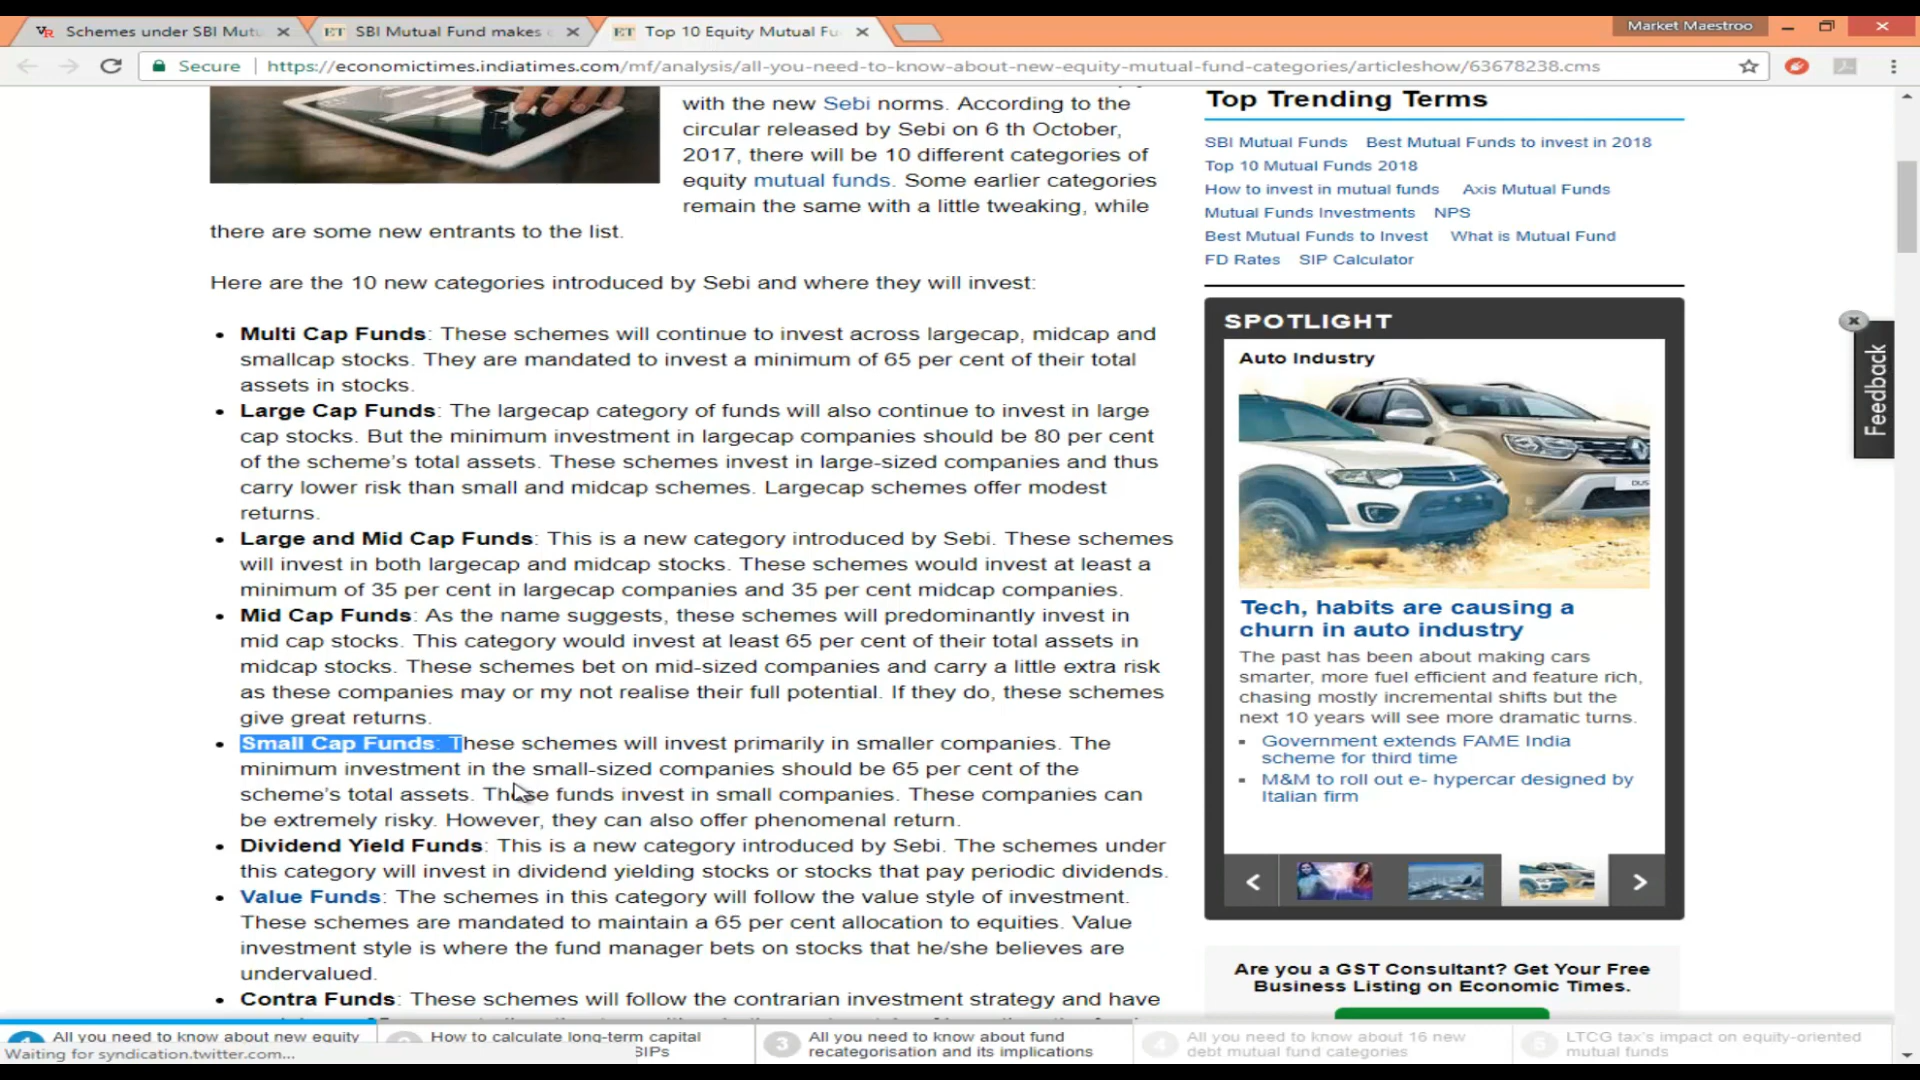 Schemes under SBI Mutu
SBI Mutual Fund makes
Top 10 Equity Mutual Fu
Market Maestroo
Secure
https://economictimes.indiatimes.com/mf/analysis/all-you-need-to-know-about-new-equity-mutual-fund-categories/articleshow/63678238.cms
with the new Sebi norms. According to the
circular released by Sebi on 6 th October,
2017, there will be 10 different categories of
equity mutual funds. Some earlier categories
remain the same with a little tweaking, while
there are some new entrants to the list.
Here are the 10 new categories introduced by Sebi and where they will invest:
• Multi Cap Funds: These schemes will continue to invest across largecap, midcap and
smallcap stocks. They are mandated to invest a minimum of 65 per cent of their total
assets in stocks.
• Large Cap Funds: The largecap category of funds will also continue to invest in large
cap stocks. But the minimum investment in largecap companies should be 80 per cent
of the scheme's total assets. These schemes invest in large-sized companies and thus
carry lower risk than small and midcap schemes. Largecap schemes offer modest
returns.
• Large and Mid Cap Funds: This is a new category introduced by Sebi. These schemes
will invest in both largecap and midcap stocks. These schemes would invest at least a
minimum of 35 per cent in largecap companies and 35 per cent midcap companies.
• Mid Cap Funds: As the name suggests, these schemes will predominantly invest in
mid cap stocks. This category would invest at least 65 per cent of their total assets in
midcap stocks. These schemes bet on mid-sized companies and carry a little extra risk
as these companies may or my not realise their full potential. If they do, these schemes
give great returns.
• Small Cap Funds: These schemes will invest primarily in smaller companies. The
minimum investment in the small-sized companies should be 65 per cent of the
scheme's total assets. These funds invest in small companies. These companies can
be extremely risky. However, they can also offer phenomenal return.
• Dividend Yield Funds: This is a new category introduced by Sebi. The schemes under
this category will invest in dividend yielding stocks or stocks that pay periodic dividends.
• Value Funds: The schemes in this category will follow the value style of investment.
These schemes are mandated to maintain a 65 per cent allocation to equities. Value
investment style is where the fund manager bets on stocks that he/she believes are
undervalued.
• Contra Funds: These schemes will follow the contrarian investment strategy and have
Top Trending Terms
SBI Mutual Funds Best Mutual Funds to invest in 2018
Top 10 Mutual Funds 2018
How to invest in mutual funds Axis Mutual Funds
Mutual Funds Investments NPS
Best Mutual Funds to Invest What is Mutual Fund
FD Rates SIP Calculator
SPOTLIGHT
Auto Industry
DUS
Tech, habits are causing a
churn in auto industry
The past has been about making cars
smarter, more fuel efficient and feature rich,
chasing mostly incremental shifts but the
next 10 years will see more dramatic turns.
Government extends FAME India
scheme for third time
M&M to roll out e- hypercar designed by
Italian firm
Are you a GST Consultant? Get Your Free
Business Listing on Economic Times.
Feedback
All you need to know about new equity
Waiting for syndication.twitter.com...
How to calculate long-term capital
SIPs
3 All you need to know about fund
recategorisation and its implications
4 All you need to know about 16 new
debt mutual fund categories
5 LTCG tax's impact on equity-oriented
mutual funds